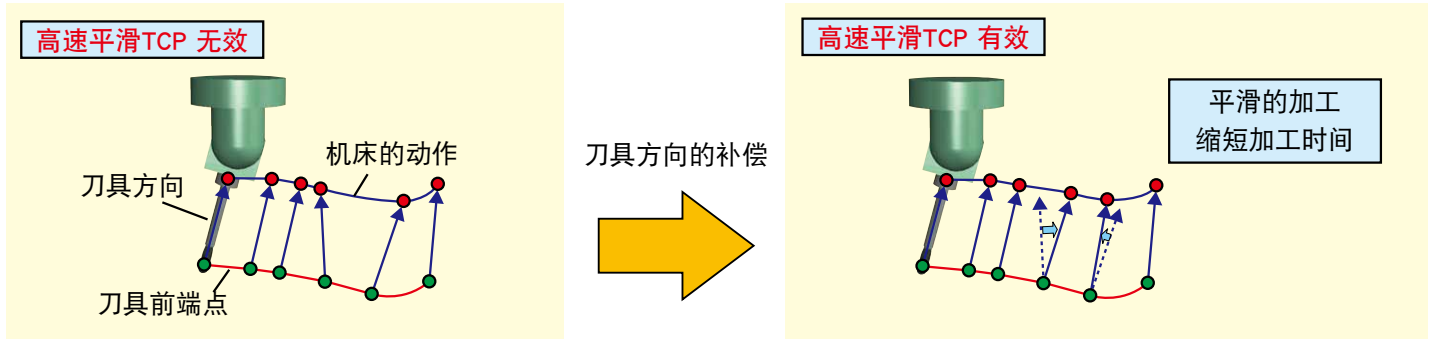 高速平滑TCP 无效
机床的动作
刀具方向
刀具前端点
刀具方向的补偿
高速平滑TCP 有效
平滑的加工
缩短加工时间